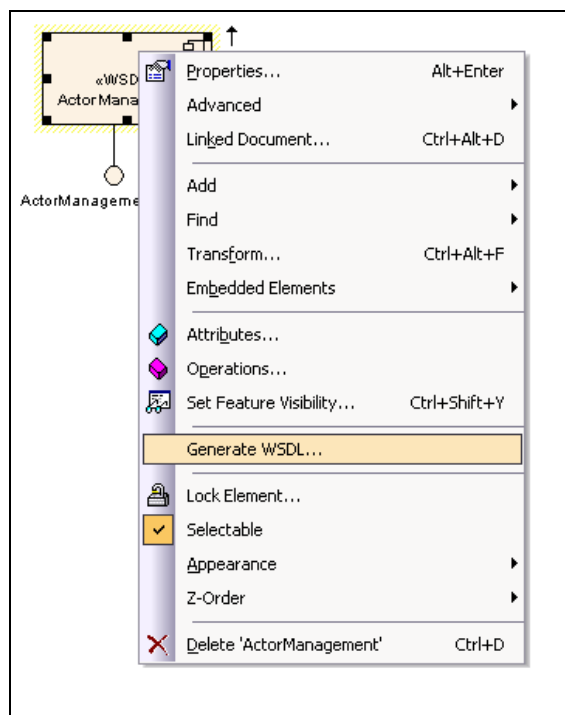 «WSD
ActorMana
ActorManageme
Properties... Alt+Enter
Advanced
Linked Document... Ctrl+Alt+D
Add
Find
Transform... Ctrl+Alt+F
Embedded Elements
Attributes...
Operations...
Set Feature Visibility... Ctrl+Shift+Y
Generate WSDL...
Lock Element...
Selectable
Appearance
Z-Order
Delete 'ActorManagement' Ctrl+D